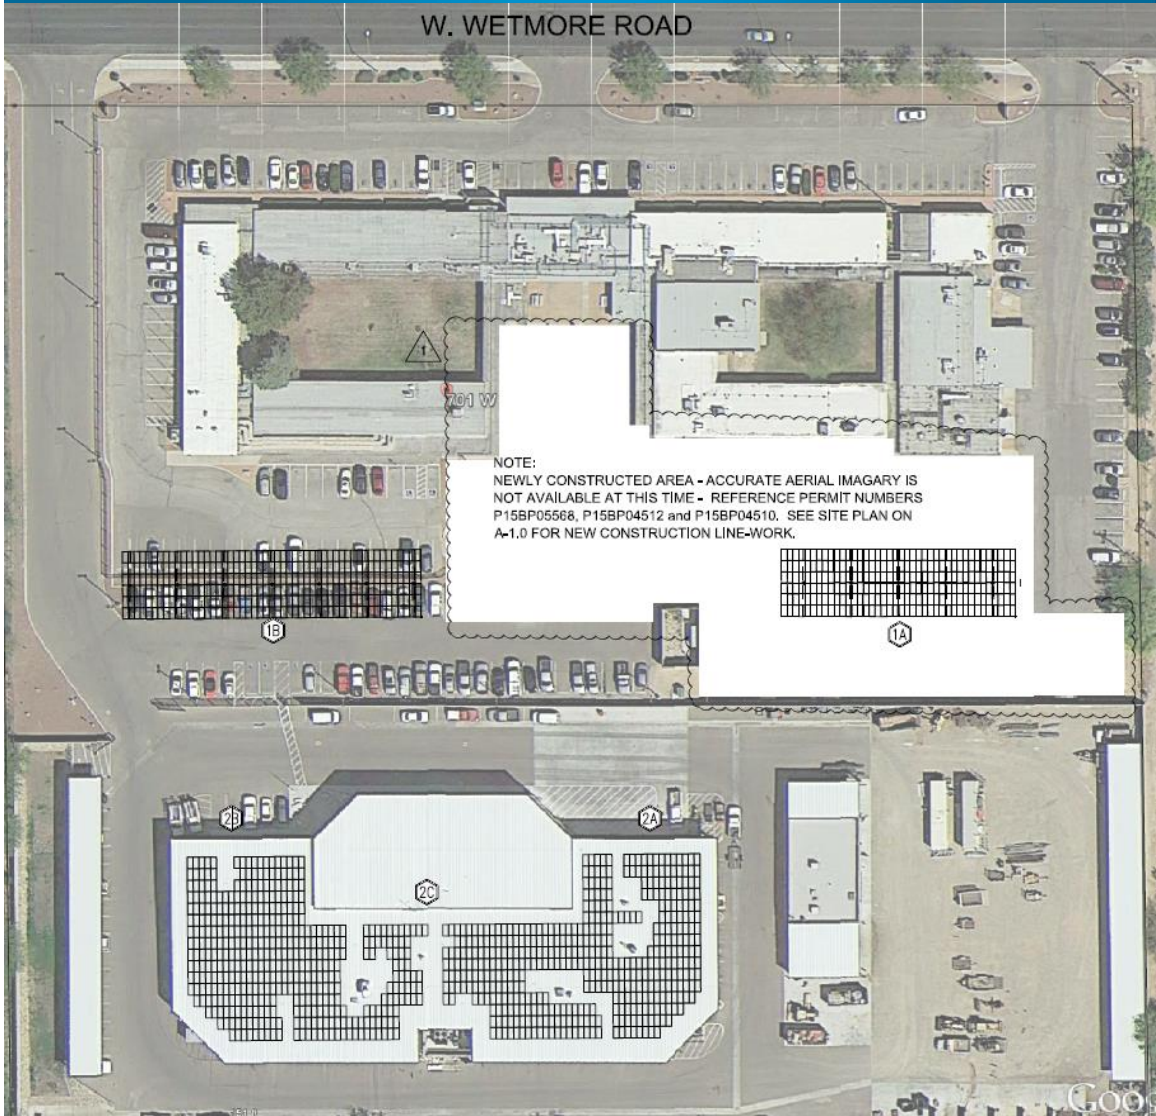 W. WETMORE ROAD
1
701 W
NOTE:
NEWLY CONSTRUCTED AREA - ACCURATE AERIAL IMAGARY IS
NOT AVAILABLE AT THIS TIME - REFERENCE PERMIT NUMBERS
P15BP05568, P15BP04512 and P15BP04510. SEE SITE PLAN ON
A-1.0 FOR NEW CONSTRUCTION LINE-WORK.
1B
1A
2B
2A
2C
Goo